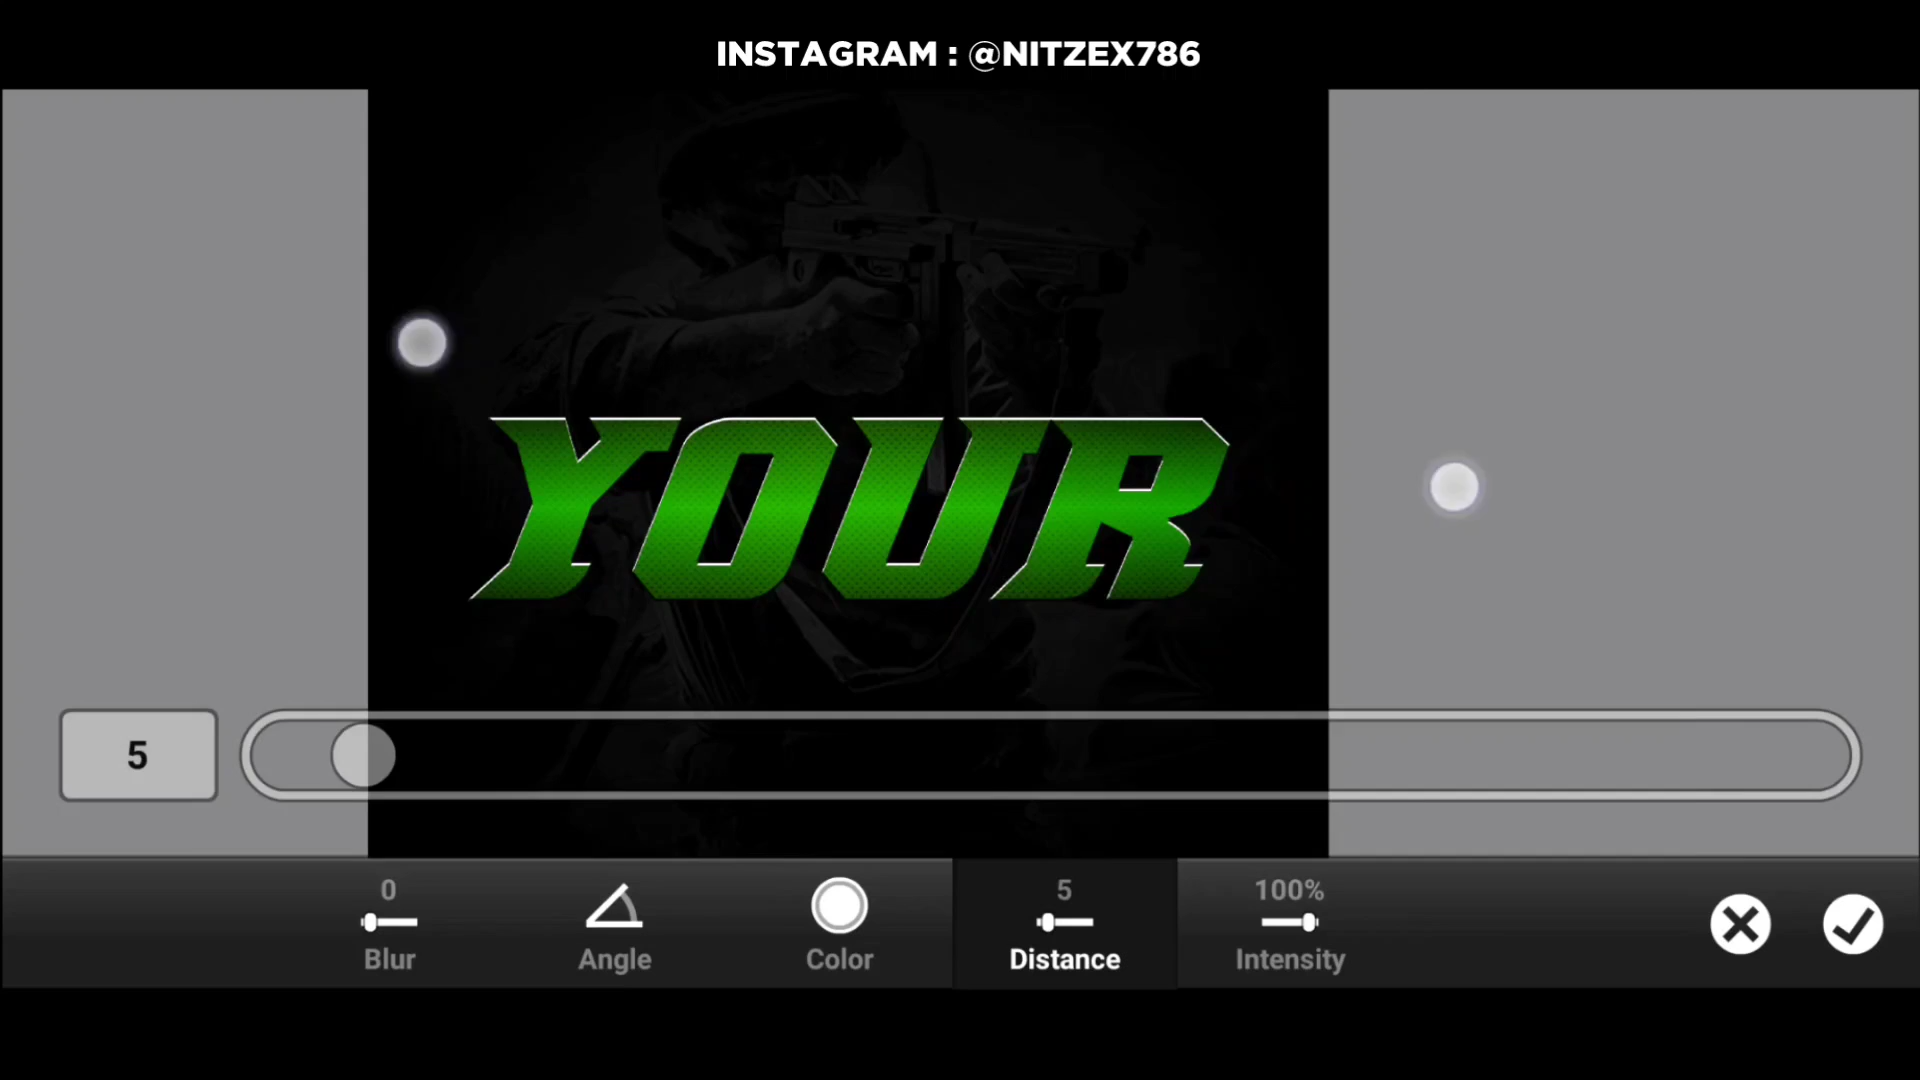 INSTAGRAM : @NITZEX786
YOUR
5
0
Blur
Angle
Color
5
Distance
100%
Intensity